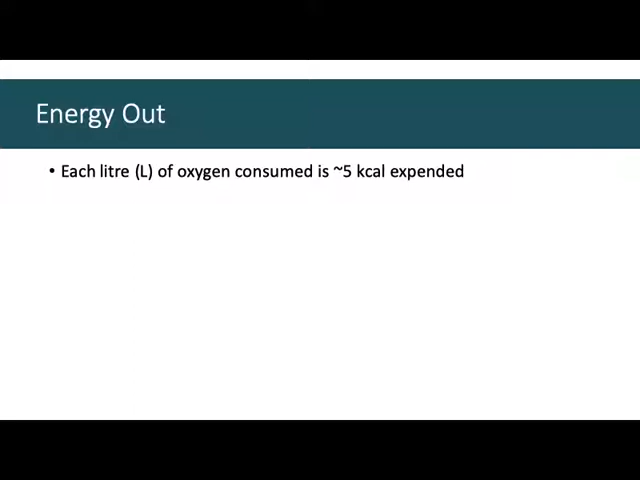 Energy Out
• Each litre (L) of oxygen consumed is ~5 kcal expended